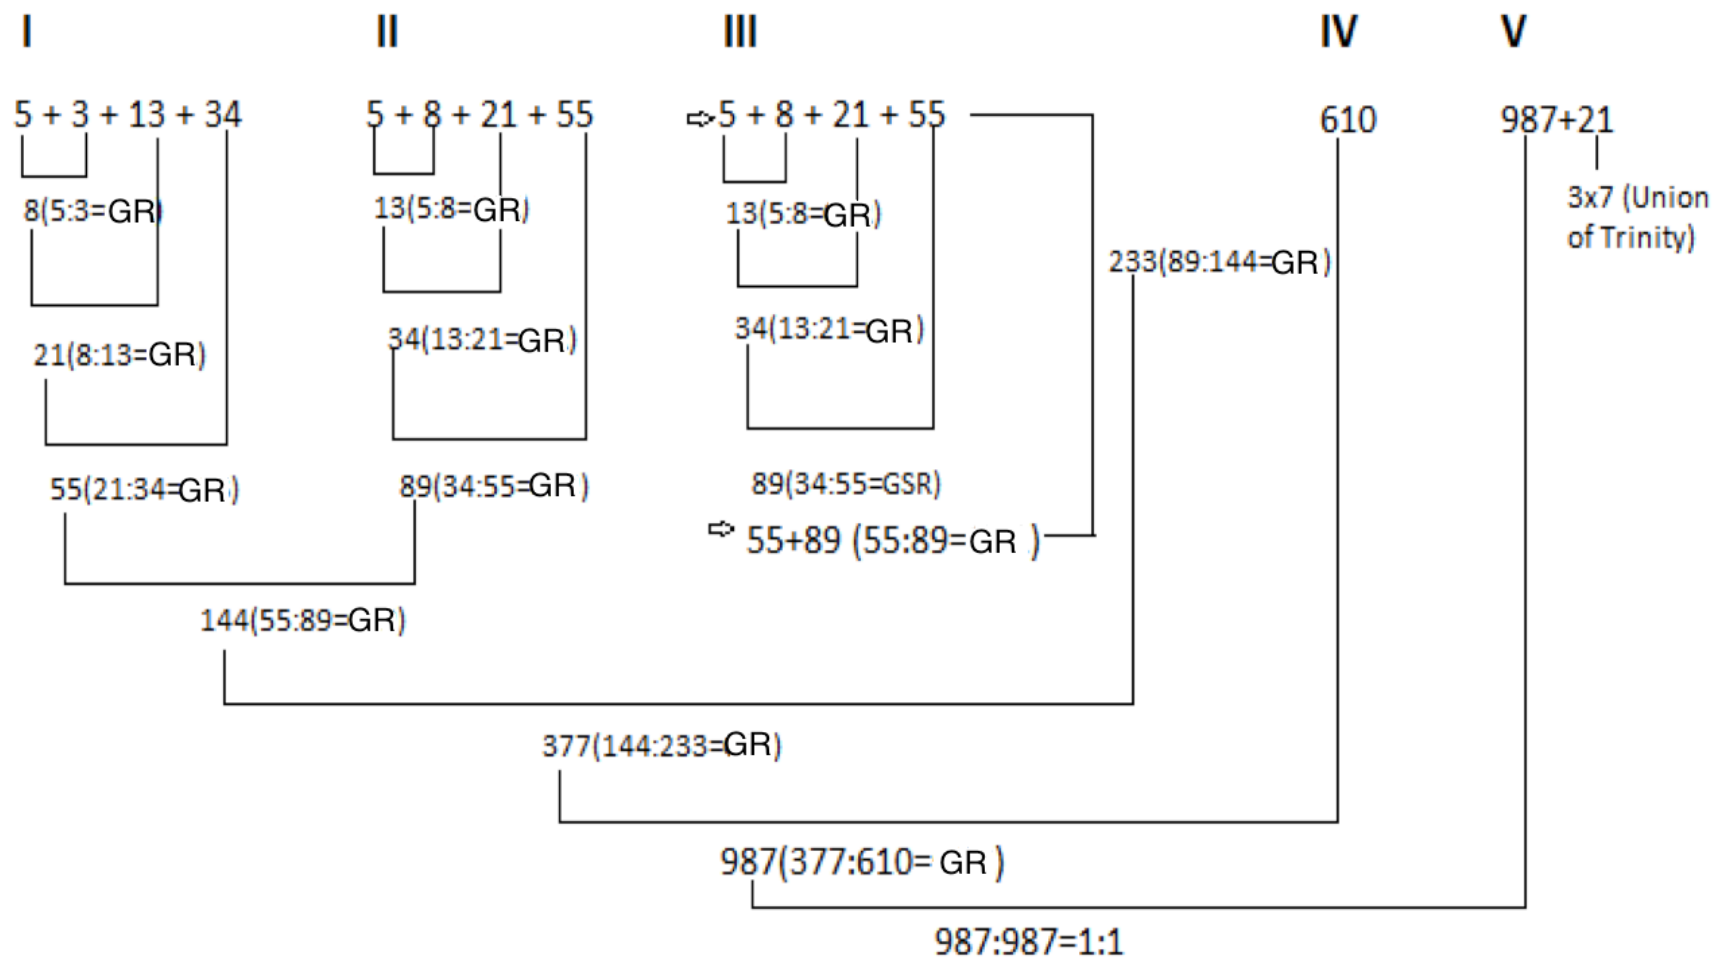 I II III IV V
5 + 3 + 13 + 34 5 + 8 + 21 + 55 ⇨5 + 8 + 21 + 55 610 987+21
3x7 (Union
of Trinity)
8(5:3=GR) 13(5:8=GR) 13(5:8=GR)
233(89:144=GR)
21(8:13=GR) 34(13:21=GR) 34(13:21=GR)
55(21:34=GR) 89(34:55=GR) 89(34:55=GSR)
⇨ 55+89 (55:89=GR )
144(55:89=GR)
377(144:233=GR)
987(377:610= GR )
987:987=1:1